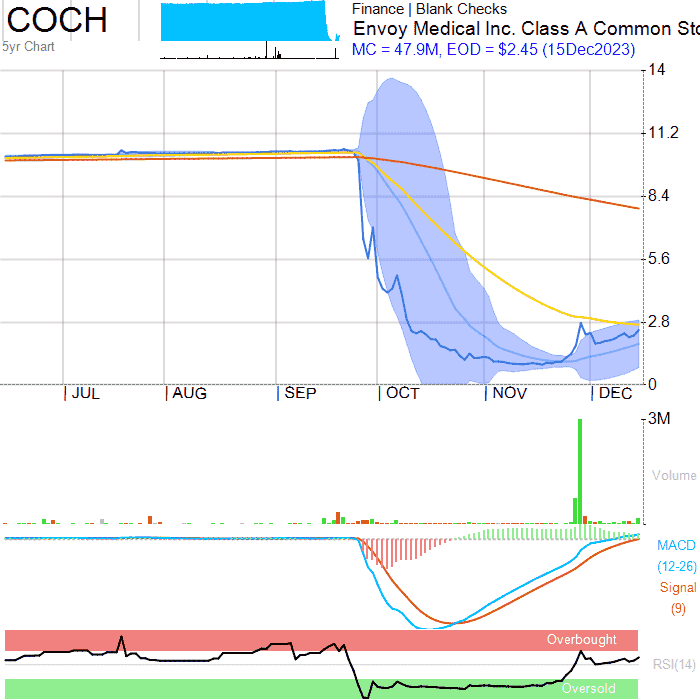 COCH
5yr Chart
Finance | Blank Checks
Envoy Medical Inc. Class A Common Sto
MC = 47.9M, EOD = $2.45 (15Dec2023)
14
11.2
8.4
5.6
2.8
0
| JUL | AUG | SEP | OCT | NOV | DEC
3M
Volume
MACD
(12-26)
Signal
(9)
Overbought
RSI(14)
Oversold